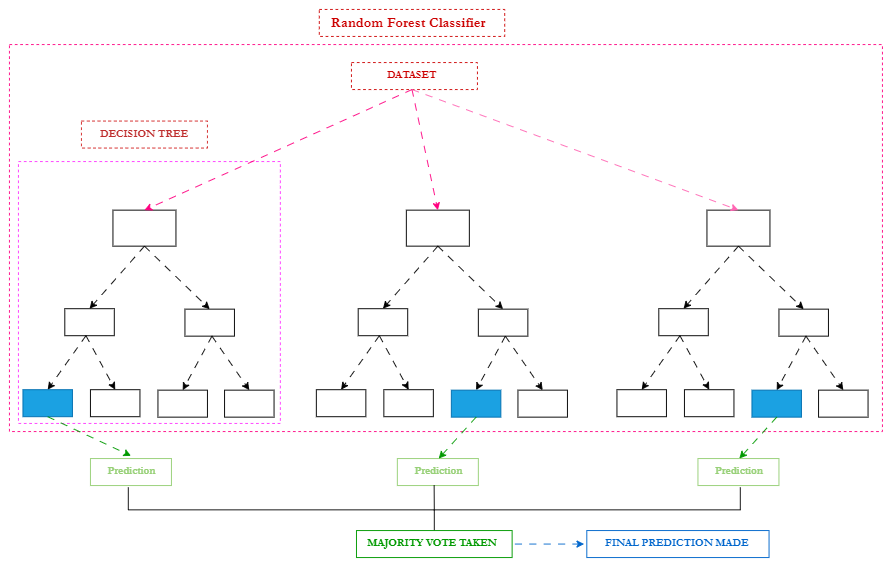 Random Forest Classifier
DATASET
DECISION TREE
Prediction
Prediction
Prediction
MAJORITY VOTE TAKEN
FINAL PREDICTION MADE